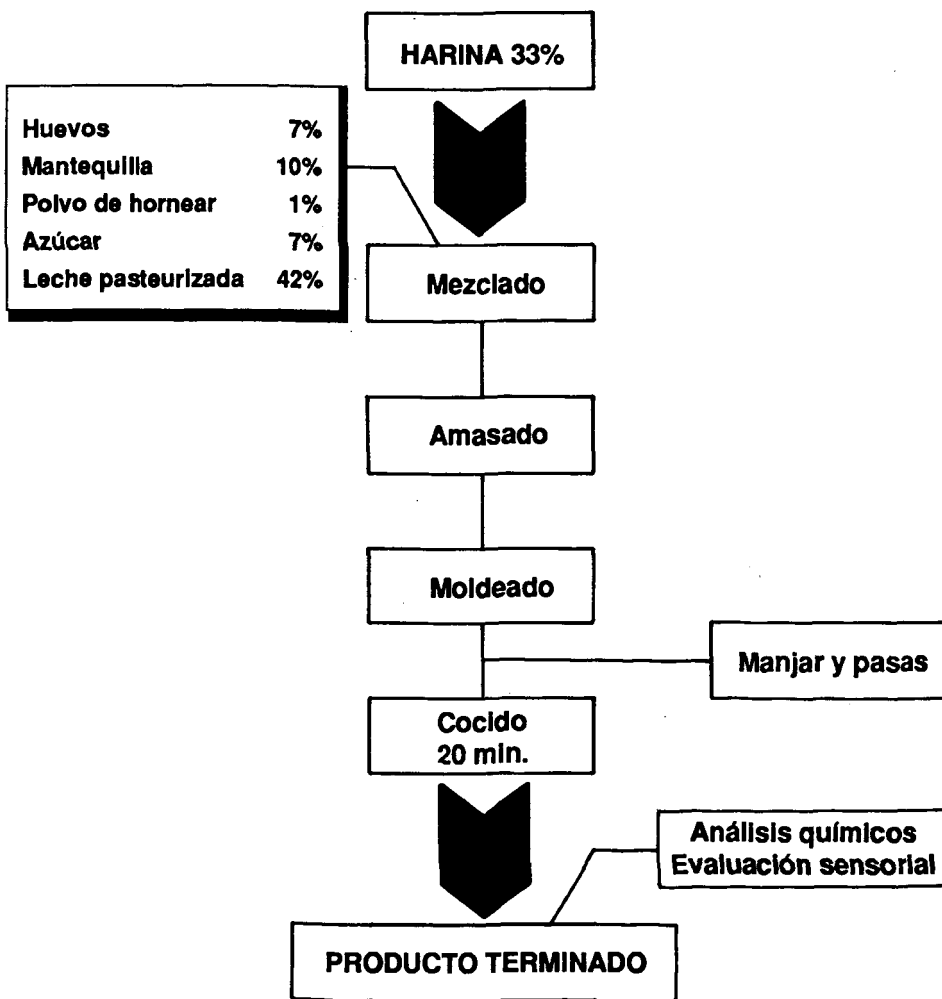 HARINA 33%
Huevos 7%
Mantequilla 10%
Polvo de hornear 1%
Azúcar 7%
Leche pasteurizada 42%
Mezclado
Amasado
Moldeado
Manjar y pasas
Cocido
20 min.
Análisis químicos
Evaluación sensorial
PRODUCTO TERMINADO